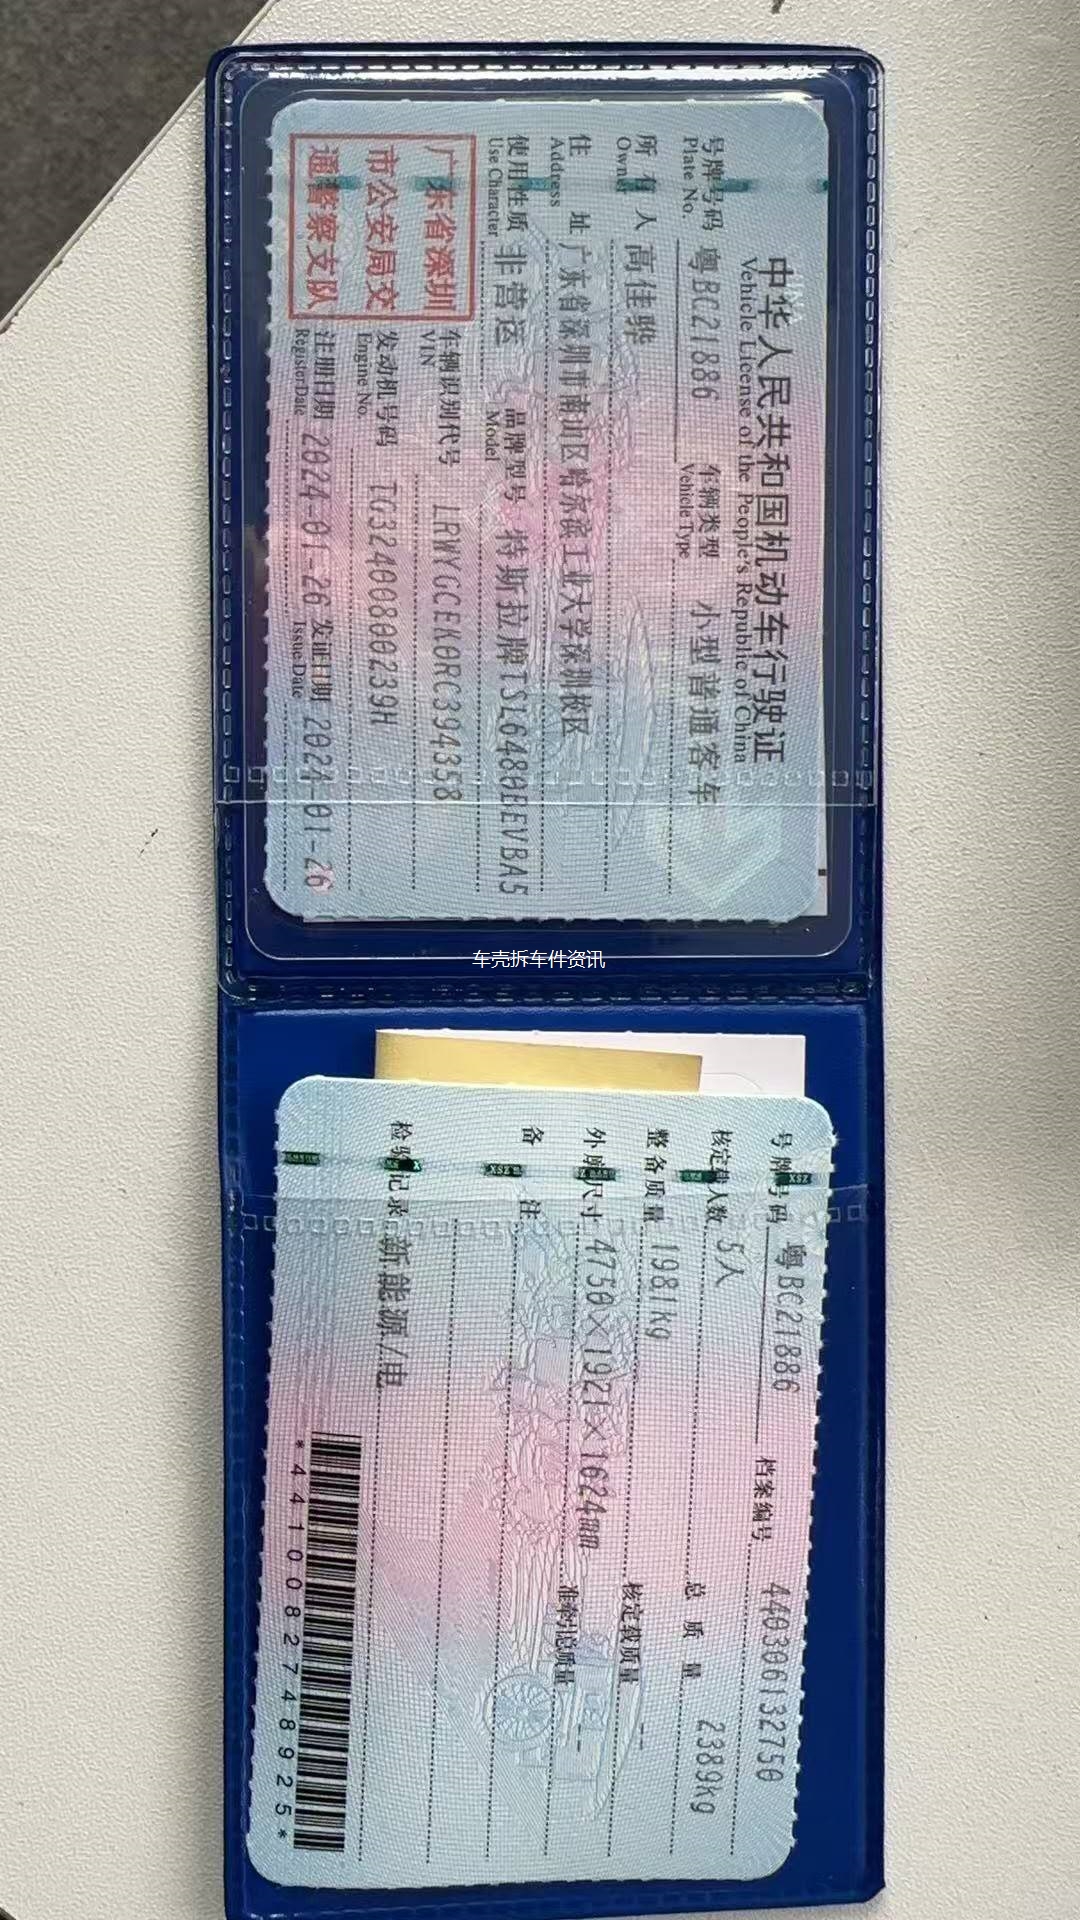 中华人民共和国机动车行驶证
Vehicle License of the People's Republic of China
号牌号码 粤BC21886 车辆类型 小型普通客车
Plate No. Vehicle Type
所有人 高佳骅
Owner
住址 广东省深圳市南山区哈尔滨工业大学深圳校区
Address
使用性质 非营运 品牌型号 特斯拉牌TSL6480BEVBA5
Use Character Model
广东省深圳
市公安局交
通警察支队
车辆识别代号 LRWYGCEK0RC394358
VIN
发动机号码 TG32400800239H
Engine No.
注册日期 2024-01-26 发证日期 2024-01-26
Register Date Issue Date
车壳拆车件资讯
号牌号码 粤BC21886 档案编号 440306132750
核定载人数 5人 总质量 2389kg
整备质量 1981kg 核定载质量 --
外廓尺寸 4750×1921×1624mm 准牵引总质量 --
备注
检验记录 新能源/电
*4410082748925*